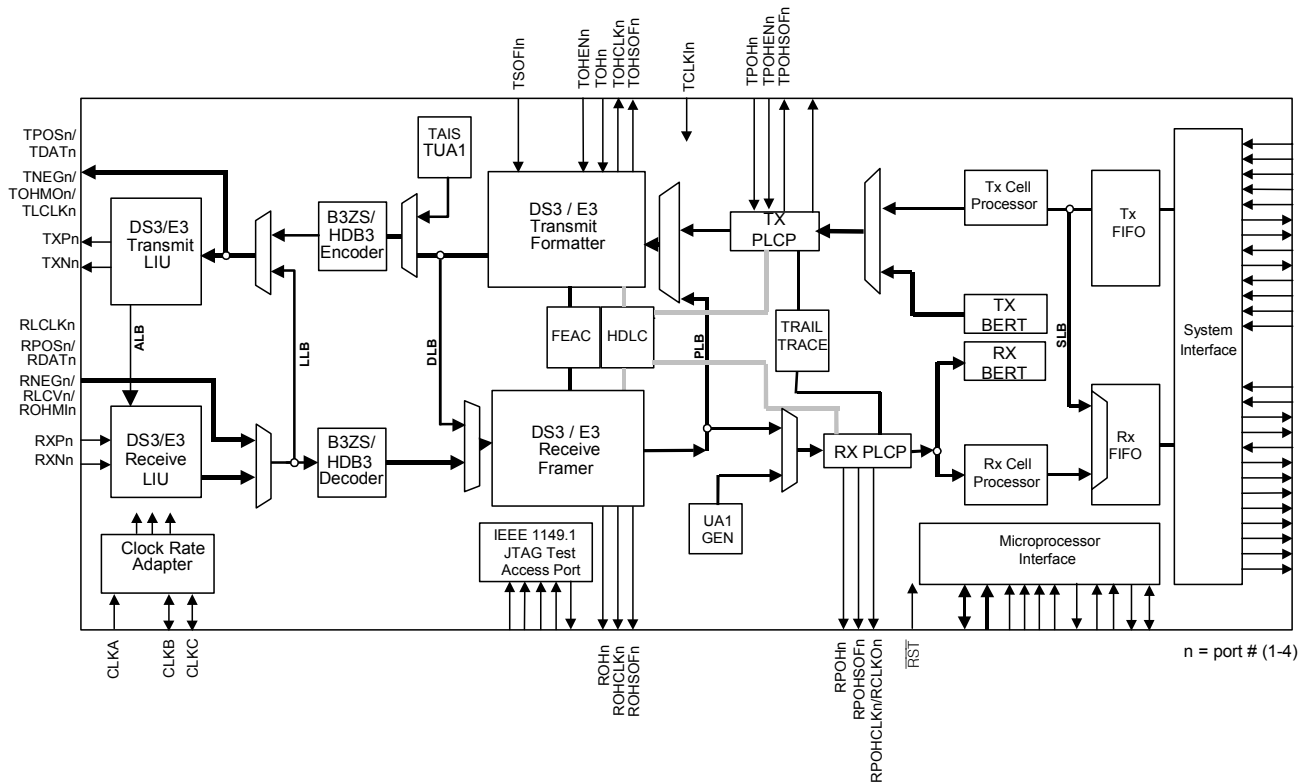 TSOFIn
TOHENn
TOHn
TOHCLKn
TOHSOFn
TCLKIn
TPOHn
TPOHENn
TPOHSOFn
TPOSn/
TDATn
TNEGn/
TOHMOn/
TLCLKn
TXPn
TXNn
RLCLKn
RPOSn/
RDATn
RNEGn/
RLCVn/
ROHMIn
RXPn
RXNn
TAIS
TUA1
DS3/E3
Transmit
LIU
B3ZS/
HDB3
Encoder
DS3 / E3
Transmit
Formatter
TX
PLCP
Tx Cell
Processor
Tx
FIFO
TX
BERT
RX
BERT
System
Interface
FEAC
HDLC
TRAIL
TRACE
ALB
LLB
DLB
PLB
SLB
DS3/E3
Receive
LIU
B3ZS/
HDB3
Decoder
DS3 / E3
Receive
Framer
RX PLCP
Rx Cell
Processor
Rx
FIFO
UA1
GEN
Clock Rate
Adapter
IEEE 1149.1
JTAG Test
Access Port
Microprocessor
Interface
CLKA
CLKB
CLKC
ROHn
ROHCLKn
ROHSOFn
RPOHn
RPOHSOFn
RPOHCLKn/RCLKOn
RST
n = port # (1-4)